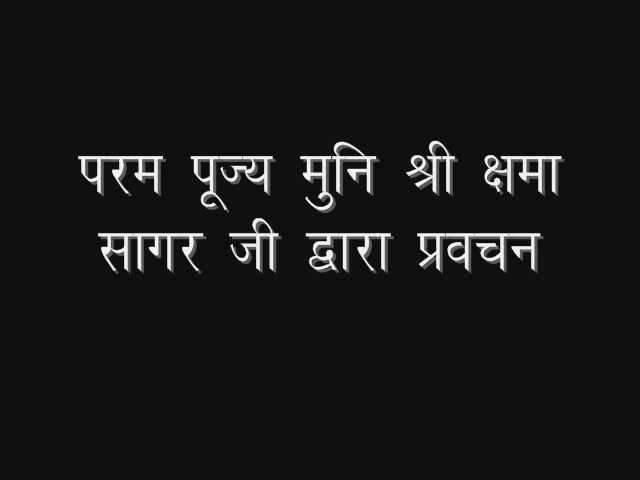 परम पूज्य मुनि श्री क्षमा
सागर जी द्वारा प्रवचन